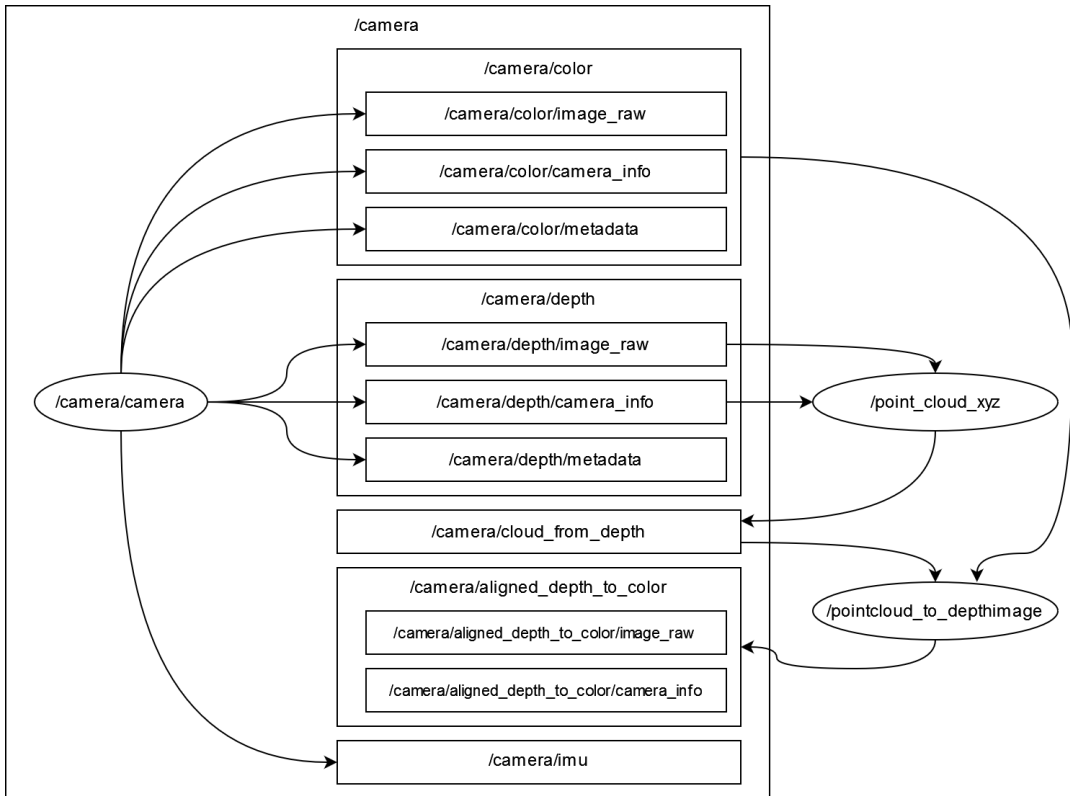 /camera
/camera/color
/camera/color/image_raw
/camera/color/camera_info
/camera/color/metadata
/camera/depth
/camera/depth/image_raw
/camera/camera
/camera/depth/camera_info
/point_cloud_xyz
/camera/depth/metadata
/camera/cloud_from_depth
/camera/aligned_depth_to_color
/pointcloud_to_depthimage
/camera/aligned_depth_to_color/image_raw
/camera/aligned_depth_to_color/camera_info
/camera/imu